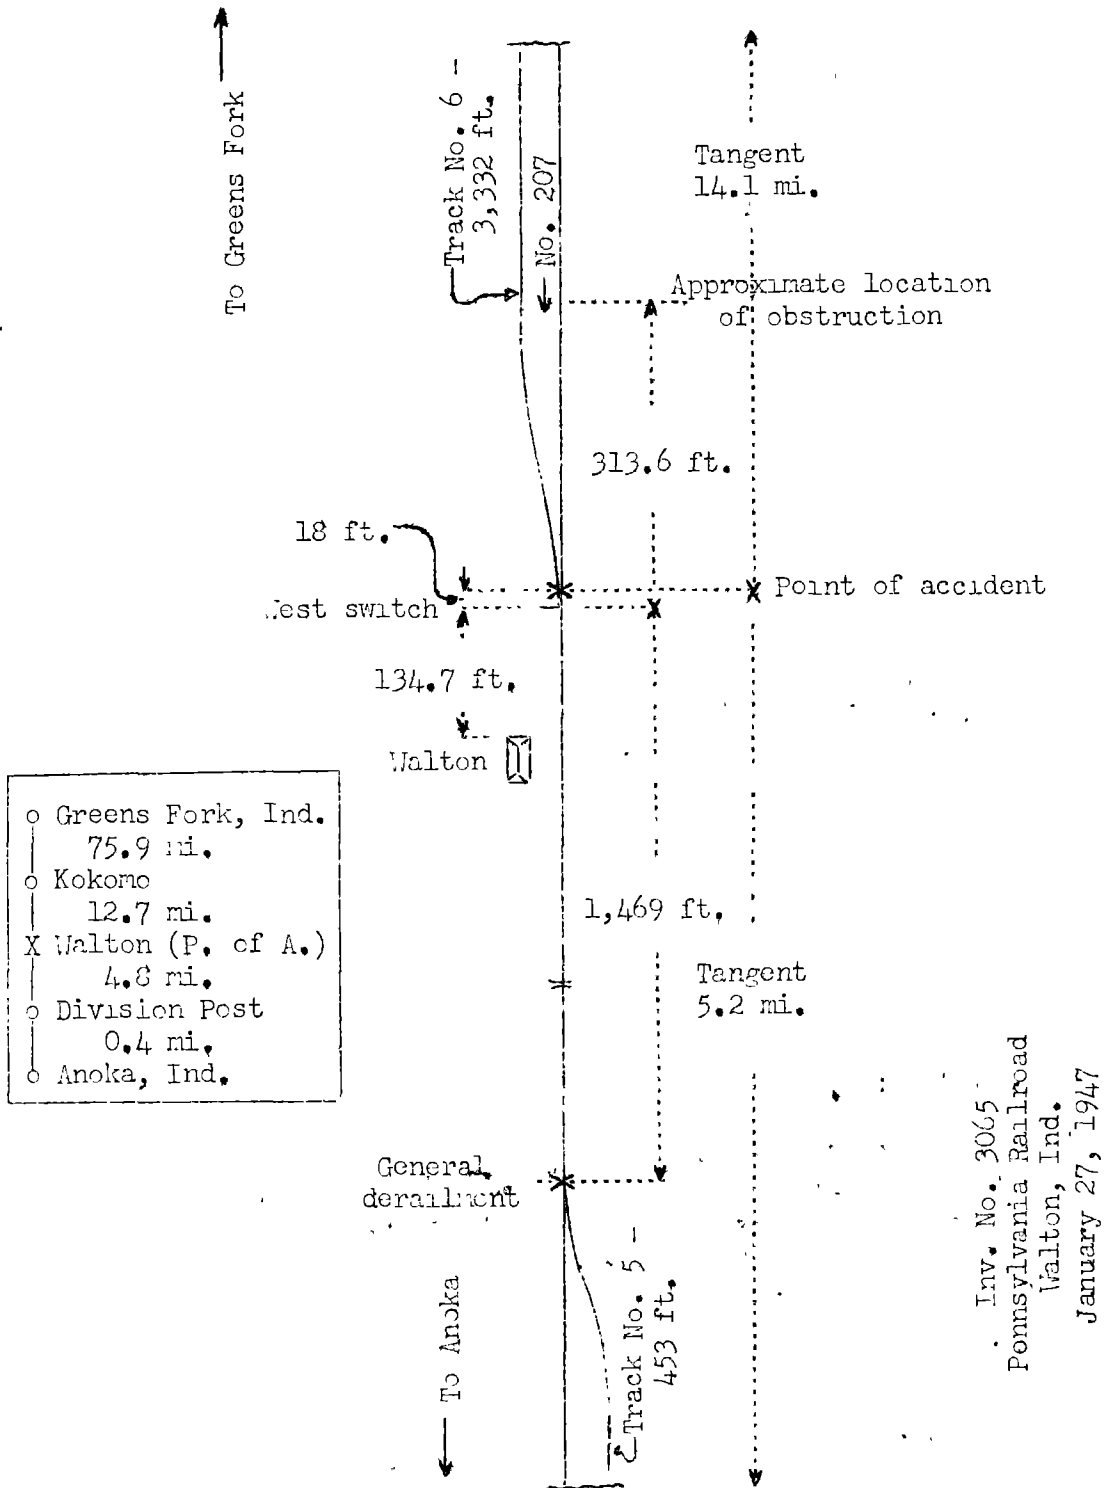 To Greens Fork
Track No. 6 -
3,332 ft.
No. 207
Tangent
14.1 mi.
Approximate location
of obstruction
313.6 ft.
18 ft.
Point of accident
West switch
134.7 ft.
Walton
Greens Fork, Ind.
75.9 mi.
Kokomo
12.7 mi.
X Walton (P. of A.)
4.8 mi.
Division Post
0.4 mi.
Anoka, Ind.
1,469 ft.
Tangent
5.2 mi.
General
derailment
To Anoka
Track No. 5 -
453 ft.
Inv. No. 3065
Pennsylvania Railroad
Walton, Ind.
January 27, 1947